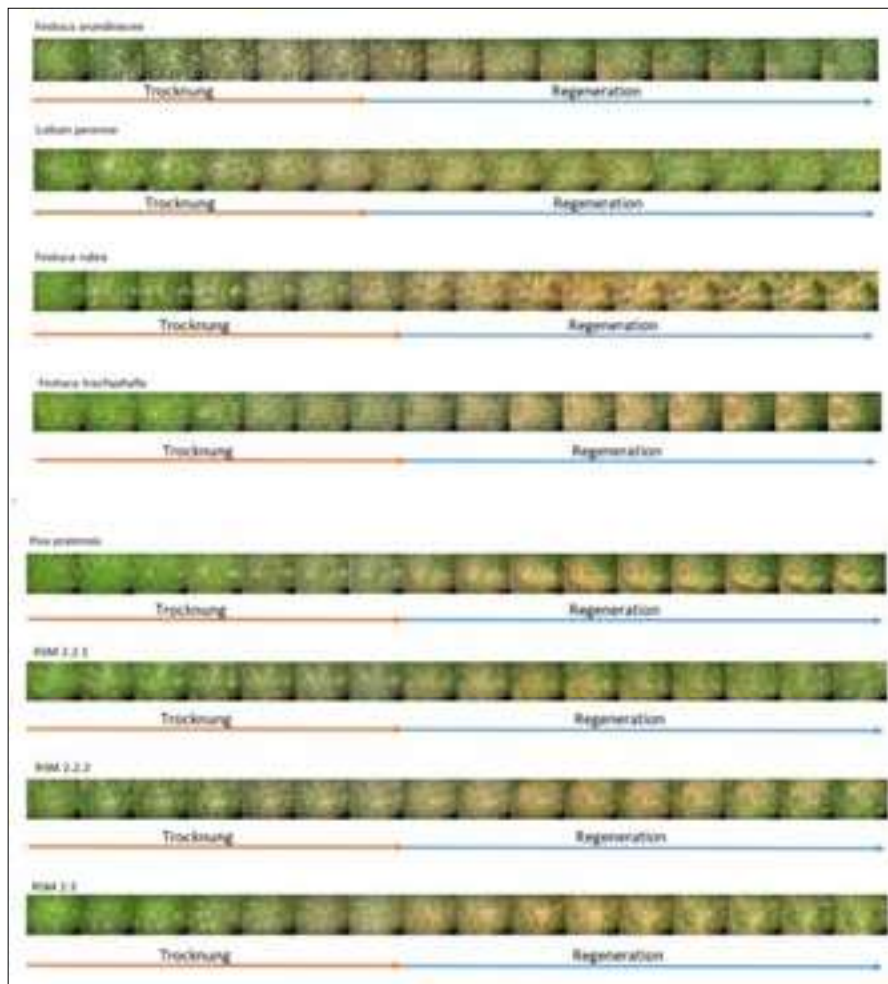 Festuca arundinacea
Trocknung Regeneration
Lolium perenne
Trocknung Regeneration
Festuca rubra
Trocknung Regeneration
Festuca
Trocknung Regeneration
Poa pratensis
Trocknung Regeneration
RSM 2.2.1
Trocknung Regeneration
RSM 2.2.2
Trocknung Regeneration
RSM 2.3
Trocknung Regeneration